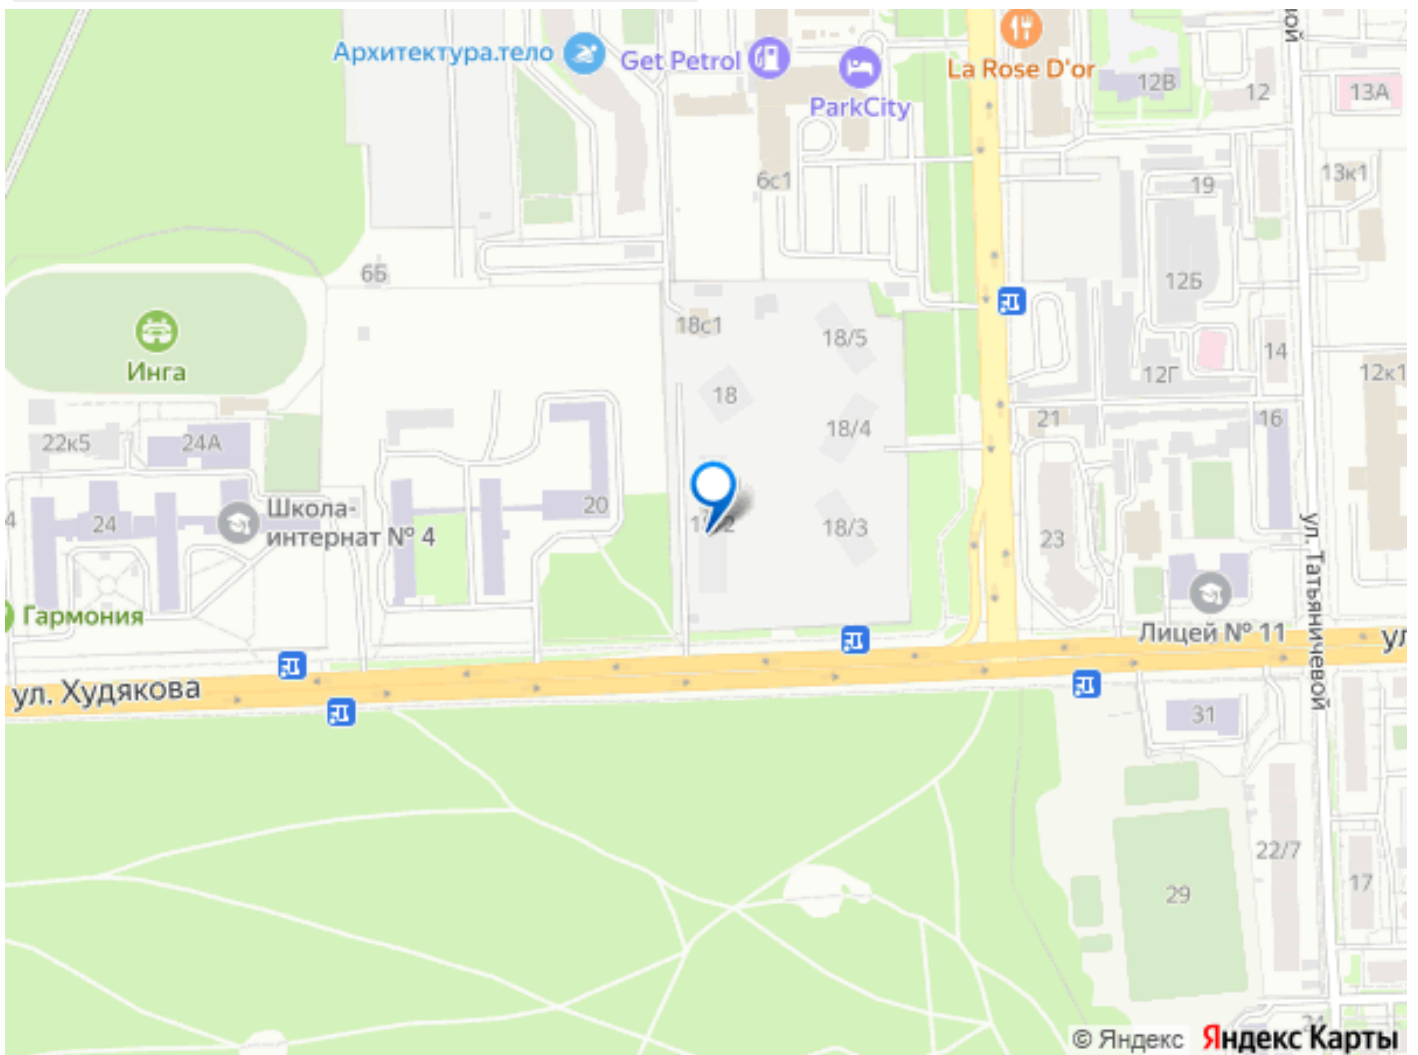 Архитектура.тело
Get Petrol
ParkCity
La Rose D'or
12В
12
13А
13к1
6с1
19
6Б
12Б
Инга
18с1
18/5
14
12Г
12к1
18
22к5
24А
18/4
21
16
24
Школа-
интернат № 4
20
18/3
23
ул. Татьяничевой
Гармония
Лицей № 11
ул. Худякова
31
22/7
29
17
© Яндекс
Яндекс Карты